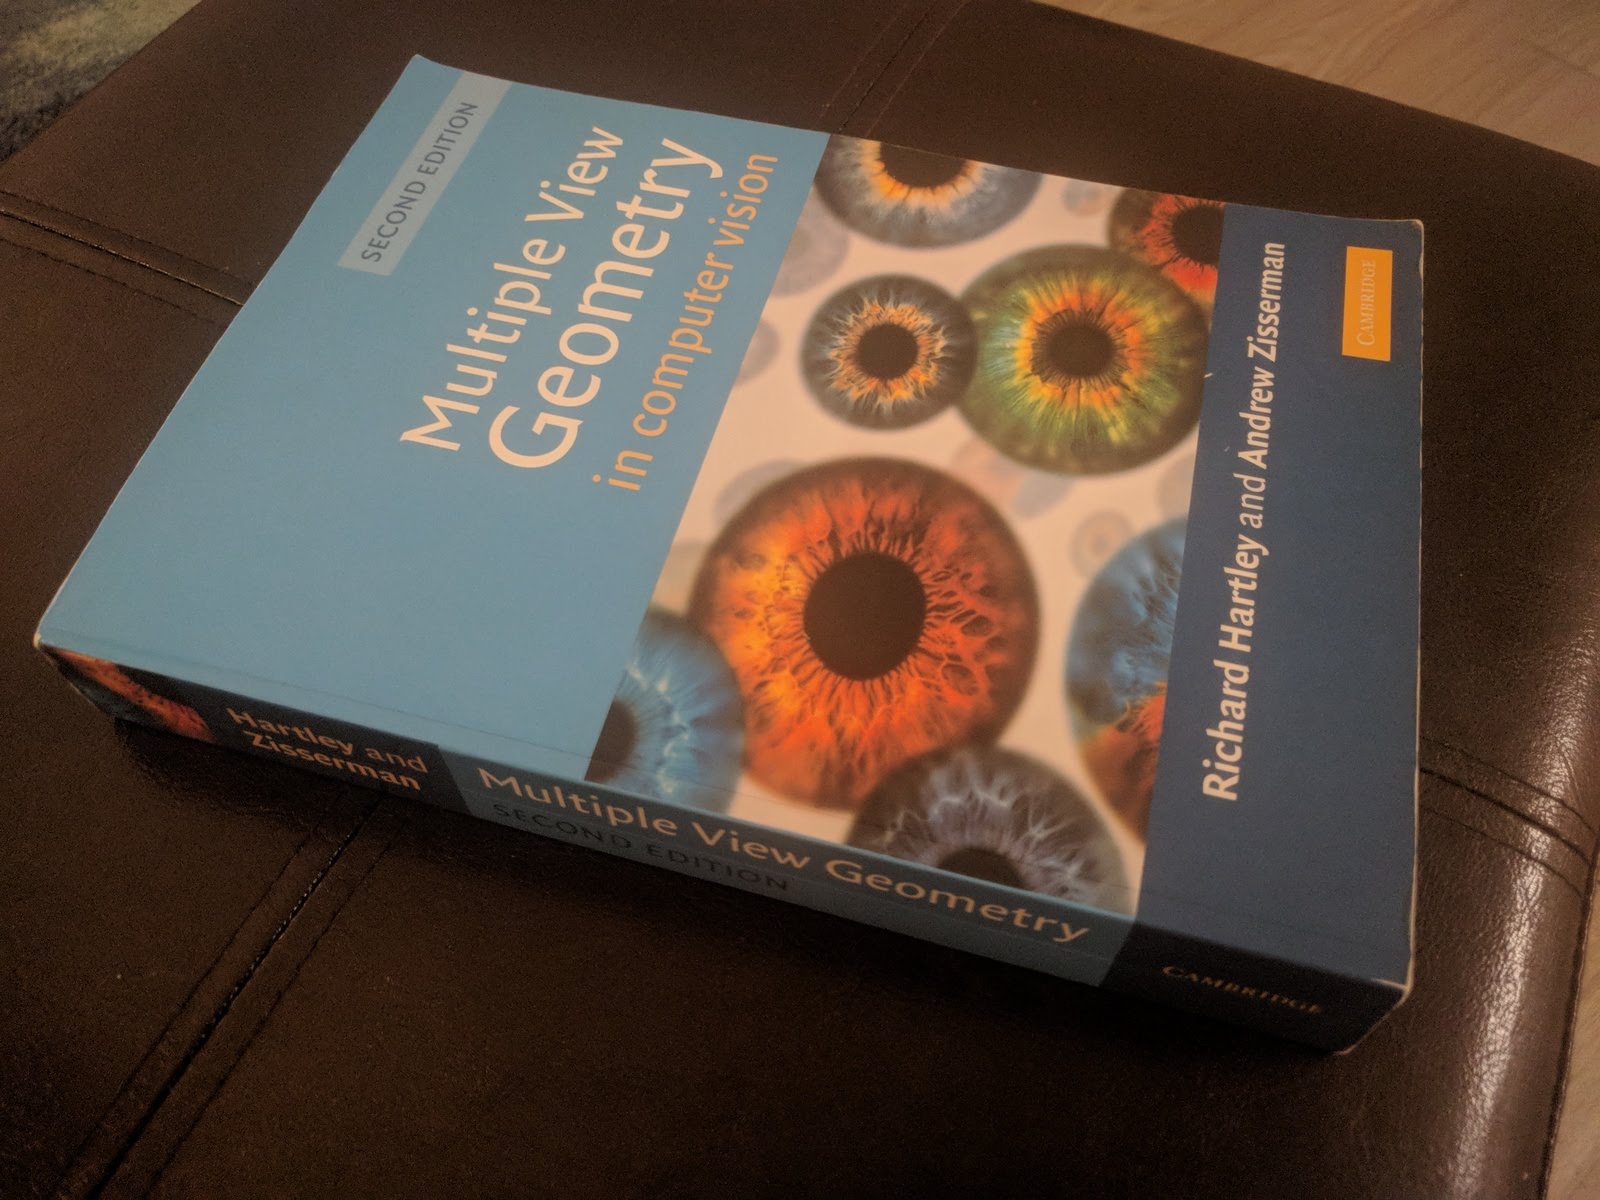 SECOND EDITION
Multiple View
Geometry
in computer vision
Richard Hartley and Andrew Zisserman
CAMBRIDGE
Hartley and
Zisserman
Multiple View Geometry
SECOND EDITION
CAMBRIDGE